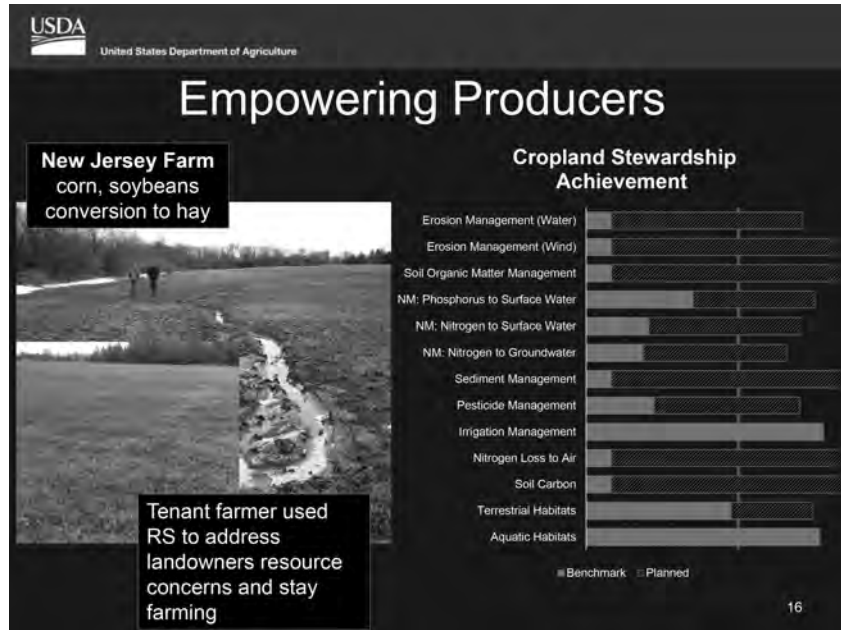 USDA
United States Department of Agriculture
Empowering Producers
New Jersey Farm
corn, soybeans
conversion to hay
Tenant farmer used
RS to address
landowners resource
concerns and stay
farming
Cropland Stewardship
Achievement
Erosion Management (Water)
Erosion Management (Wind)
Soil Organic Matter Management
NM: Phosphorus to Surface Water
NM: Nitrogen to Surface Water
NM: Nitrogen to Groundwater
Sediment Management
Pesticide Management
Irrigation Management
Nitrogen Loss to Air
Soil Carbon
Terrestrial Habitats
Aquatic Habitats
Benchmark Planned
16